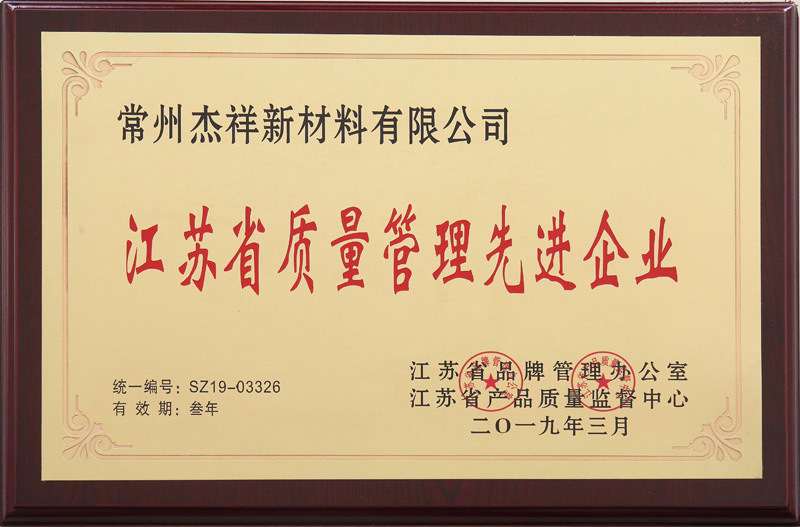 常州杰祥新材料有限公司
江苏省质量管理先进企业
统一编号：SZ19-03326
有 效 期：叁年
江苏省品牌管理办公室
江苏省产品质量监督中心
二〇一九年三月